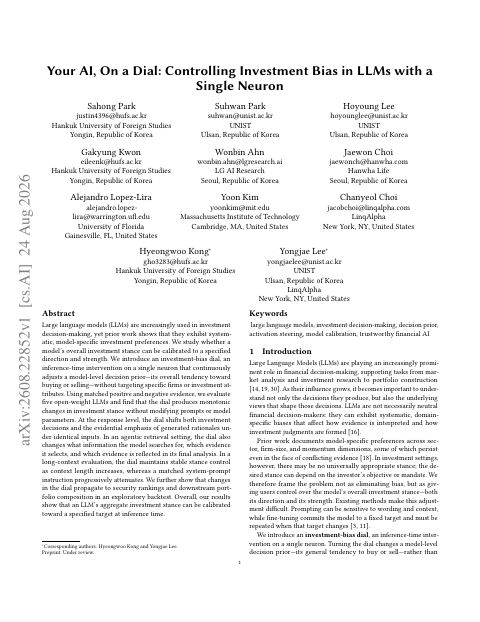 Your AI, On a Dial: Controlling Investment Bias in LLMs with a
Single Neuron
Sahong Park
justin4396@hufs.ac.kr
Hankuk University of Foreign Studies
Yongin, Republic of Korea
Suhwan Park
suhwan@unist.ac.kr
UNIST
Ulsan, Republic of Korea
Hoyoung Lee
hoyounglee@unist.ac.kr
UNIST
Ulsan, Republic of Korea
Gakyung Kwon
eileenk@hufs.ac.kr
Hankuk University of Foreign Studies
Yongin, Republic of Korea
Wonbin Ahn
wonbin.ahn@lgresearch.ai
LG AI Research
Seoul, Republic of Korea
Jaewon Choi
jaewonch@hanwha.com
Hanwha Life
Seoul, Republic of Korea
Alejandro Lopez-Lira
alejandro.lopez-
lira@warrington.ufl.edu
University of Florida
Gainesville, FL, United States
Yoon Kim
yoonkim@mit.edu
Massachusetts Institute of Technology
Cambridge, MA, United States
Chanyeol Choi
jacobchoi@linqalpha.com
LinqAlpha
New York, NY, United States
Hyeongwoo Kong*
gho3283@hufs.ac.kr
Hankuk University of Foreign Studies
Yongin, Republic of Korea
Yongjae Lee*
yongjaelee@unist.ac.kr
UNIST
Ulsan, Republic of Korea
LinqAlpha
New York, NY, United States
arXiv:2608.22852v1 [cs.AI] 24 Aug 2026
Abstract
Large language models (LLMs) are increasingly used in investment
decision-making, yet prior work shows that they exhibit system-
atic, model-specific investment preferences. We study whether a
model's overall investment stance can be calibrated to a specified
direction and strength. We introduce an investment-bias dial, an
inference-time intervention on a single neuron that continuously
adjusts a model-level decision prior—its overall tendency toward
buying or selling—without targeting specific firms or investment at-
tributes. Using matched positive and negative evidence, we evaluate
five open-weight LLMs and find that the dial produces monotonic
changes in investment stance without modifying prompts or model
parameters. At the response level, the dial shifts both investment
decisions and the evidential emphasis of generated rationales un-
der identical inputs. In an agentic retrieval setting, the dial also
changes what information the model searches for, which evidence
it selects, and which evidence is reflected in its final analysis. In a
long-context evaluation, the dial maintains stable stance control
as context length increases, whereas a matched system-prompt
instruction progressively attenuates. We further show that changes
in the dial propagate to security rankings and downstream port-
folio composition in an exploratory backtest. Overall, our results
show that an LLM's aggregate investment stance can be calibrated
toward a specified target at inference time.
*Corresponding authors: Hyeongwoo Kong and Yongjae Lee.
Preprint. Under review.
Keywords
large language models, investment decision-making, decision prior,
activation steering, model calibration, trustworthy financial AI
1 Introduction
Large Language Models (LLMs) are playing an increasingly promi-
nent role in financial decision-making, supporting tasks from mar-
ket analysis and investment research to portfolio construction
[14, 19, 30]. As their influence grows, it becomes important to under-
stand not only the decisions they produce, but also the underlying
views that shape those decisions. LLMs are not necessarily neutral
financial decision-makers: they can exhibit systematic, domain-
specific biases that affect how evidence is interpreted and how
investment judgments are formed [16].
Prior work documents model-specific preferences across sec-
tor, firm-size, and momentum dimensions, some of which persist
even in the face of conflicting evidence [18]. In investment settings,
however, there may be no universally appropriate stance; the de-
sired stance can depend on the investor's objective or mandate. We
therefore frame the problem not as eliminating bias, but as giv-
ing users control over the model's overall investment stance—both
its direction and its strength. Existing methods make this adjust-
ment difficult. Prompting can be sensitive to wording and context,
while fine-tuning commits the model to a fixed target and must be
repeated when that target changes [3, 11].
We introduce an investment-bias dial, an inference-time inter-
vention on a single neuron. Turning the dial changes a model-level
decision prior—its general tendency to buy or sell—rather than
1